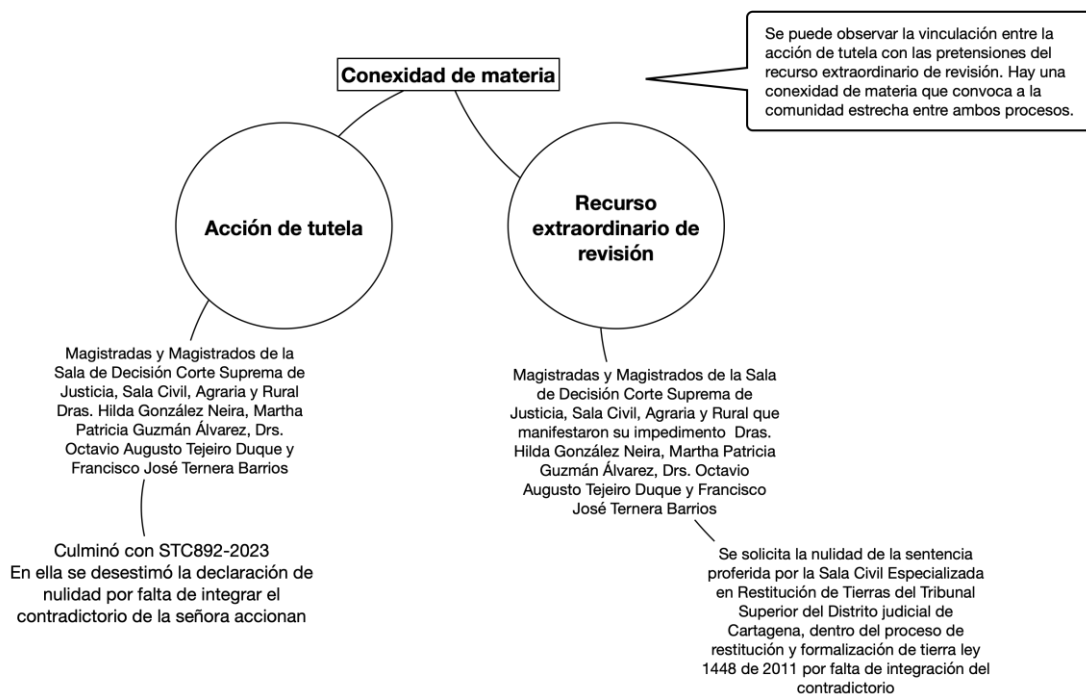 Se puede observar la vinculación entre la
acción de tutela con las pretensiones del
recurso extraordinario de revisión. Hay una
conexidad de materia que convoca a la
comunidad estrecha entre ambos procesos.
Conexidad de materia
Acción de tutela
Recurso
extraordinario de
revisión
Magistradas y Magistrados de la
Sala de Decisión Corte Suprema de
Justicia, Sala Civil, Agraria y Rural
Dras. Hilda González Neira, Martha
Patricia Guzmán Álvarez, Drs.
Octavio Augusto Tejeiro Duque y
Francisco José Ternera Barrios
Culminó con STC892-2023
En ella se desestimó la declaración de
nulidad por falta de integrar el
contradictorio de la señora accionan
Magistradas y Magistrados de la Sala
de Decisión Corte Suprema de
Justicia, Sala Civil, Agraria y Rural que
manifestaron su impedimento Dras.
Hilda González Neira, Martha Patricia
Guzmán Álvarez, Drs. Octavio
Augusto Tejeiro Duque y Francisco
José Ternera Barrios
Se solicita la nulidad de la sentencia
proferida por la Sala Civil Especializada
en Restitución de Tierras del Tribunal
Superior del Distrito judicial de
Cartagena, dentro del proceso de
restitución y formalización de tierra ley
1448 de 2011 por falta de integración del
contradictorio